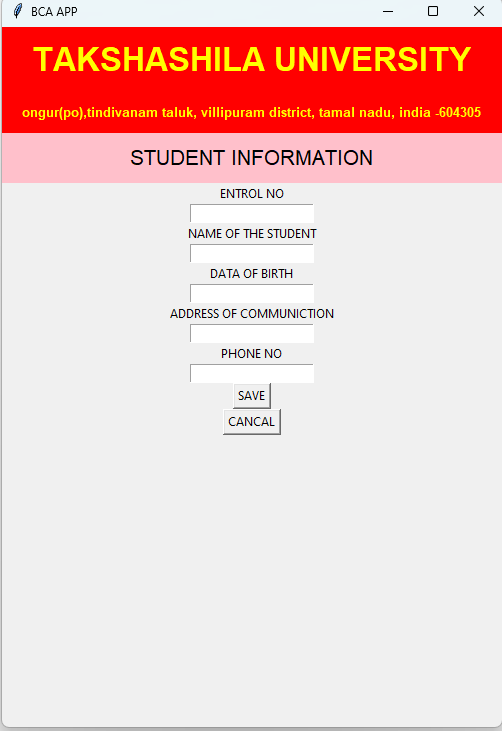 BCA APP
TAKSHASHILA UNIVERSITY
ongur(po),tindivanam taluk, villipuram district, tamal nadu, india -604305
STUDENT INFORMATION
ENTROL NO
NAME OF THE STUDENT
DATA OF BIRTH
ADDRESS OF COMMUNICTION
PHONE NO
SAVE
CANCAL